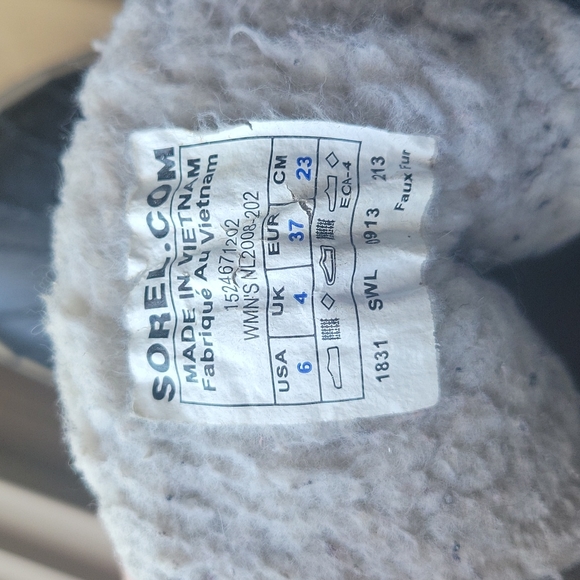 SOREL.COM
MADE IN VIETNAM
Fabriqué Au Vietnam
1524671202
WMN'S NL2008-202
USA UK EUR CM
6 4 37 23
ECA-4
1831 SWL 0913 213
Faux Fur